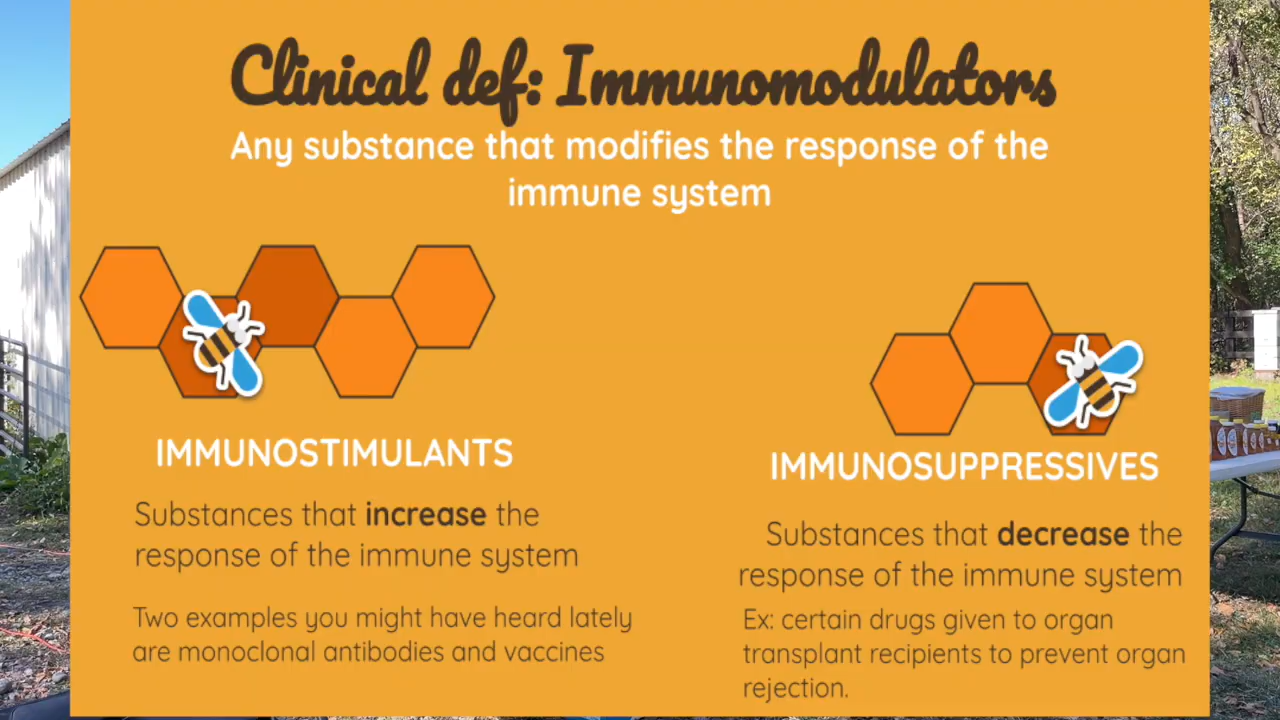 Clinical def: Immunomodulators
Any substance that modifies the response of the
immune system
IMMUNOSTIMULANTS
Substances that increase the
response of the immune system
Two examples you might have heard lately
are monoclonal antibodies and vaccines
IMMUNOSUPPRESSIVES
Substances that decrease the
response of the immune system
Ex: certain drugs given to organ
transplant recipients to prevent organ
rejection.